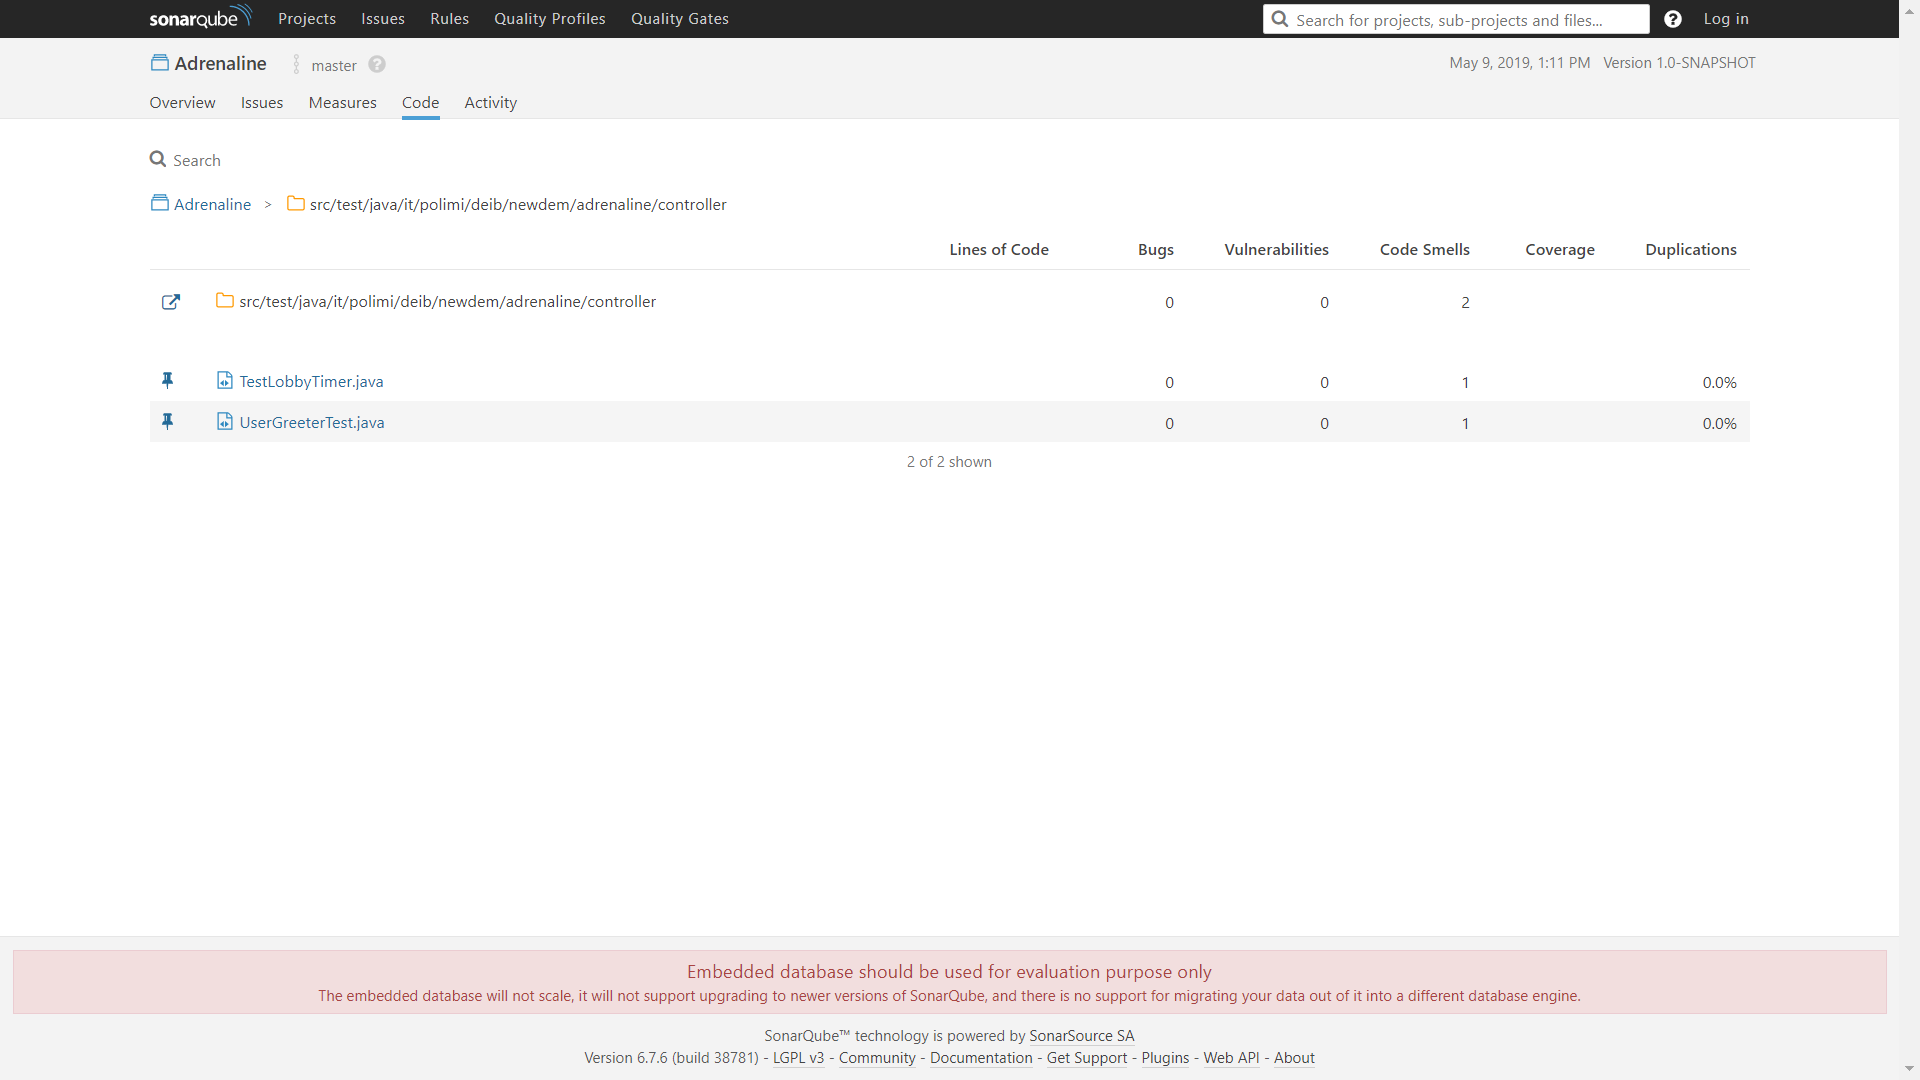 sonarqube Projects Issues Rules Quality Profiles Quality Gates Search for projects, sub-projects and files... ? Log in
Adrenaline master ? May 9, 2019, 1:11 PM Version 1.0-SNAPSHOT
Overview Issues Measures Code Activity
Search
Adrenaline > src/test/java/it/polimi/deib/newdem/adrenaline/controller
Lines of Code Bugs Vulnerabilities Code Smells Coverage Duplications
src/test/java/it/polimi/deib/newdem/adrenaline/controller 0 0 2
TestLobbyTimer.java 0 0 1 0.0%
UserGreeterTest.java 0 0 1 0.0%
2 of 2 shown
Embedded database should be used for evaluation purpose only
The embedded database will not scale, it will not support upgrading to newer versions of SonarQube, and there is no support for migrating your data out of it into a different database engine.
SonarQube™ technology is powered by SonarSource SA
Version 6.7.6 (build 38781) - LGPL v3 - Community - Documentation - Get Support - Plugins - Web API - About